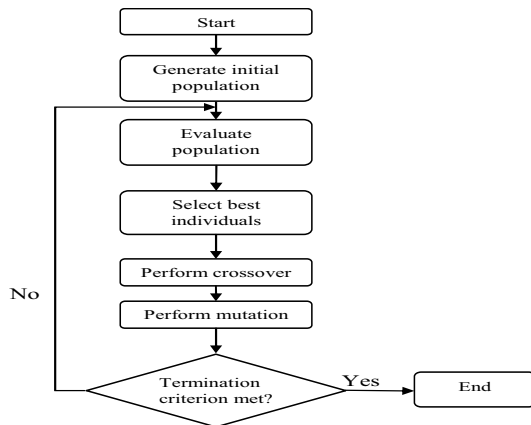 Start
Generate initial
population
Evaluate
population
Select best
individuals
Perform crossover
No
Perform mutation
Termination
criterion met?
Yes
End